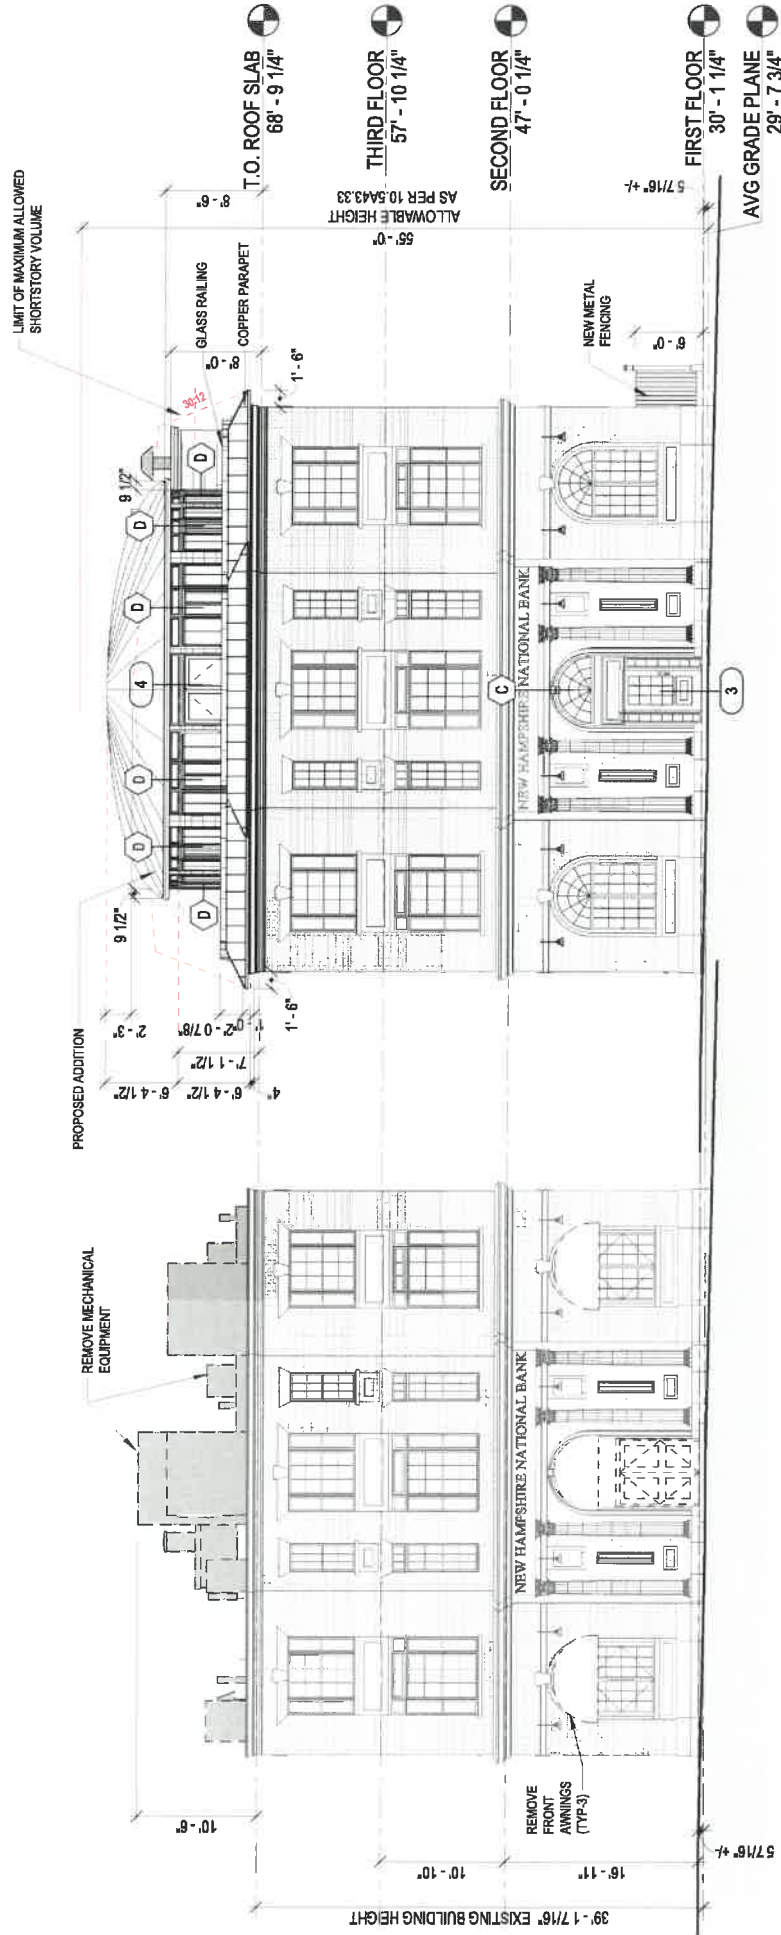 REMOVE MECHANICAL
EQUIPMENT
10' - 6"
39' - 1 7/16" EXISTING BUILDING HEIGHT
10' - 10"
16' - 11"
5 7/16" +/-
REMOVE
FRONT
AWNINGS
(TYP-3)
NEW HAMPSHIRE NATIONAL BANK
PROPOSED ADDITION
6' - 4 1/2"
6' - 4 1/2"
4"
7' - 1 1/2"
2' - 3"
2' - 0 7/8"
1' - 0"
1' - 6"
9 1/2"
D
D
D
4
D
D
D
9 1/2"
30:12
LIMIT OF MAXIMUM ALLOWED
SHORTSTORY VOLUME
GLASS RAILING
COPPER PARAPET
8' - 0"
8' - 6"
1' - 6"
55' - 0"
ALLOWABLE HEIGHT
AS PER 10.5A43.33
NEW HAMPSHIRE NATIONAL BANK
C
3
NEW METAL
FENCING
6' - 0"
5 7/16" +/-
T.O. ROOF SLAB
68' - 9 1/4"
THIRD FLOOR
57' - 10 1/4"
SECOND FLOOR
47' - 0 1/4"
FIRST FLOOR
30' - 1 1/4"
AVG GRADE PLANE
29' - 7 3/4"